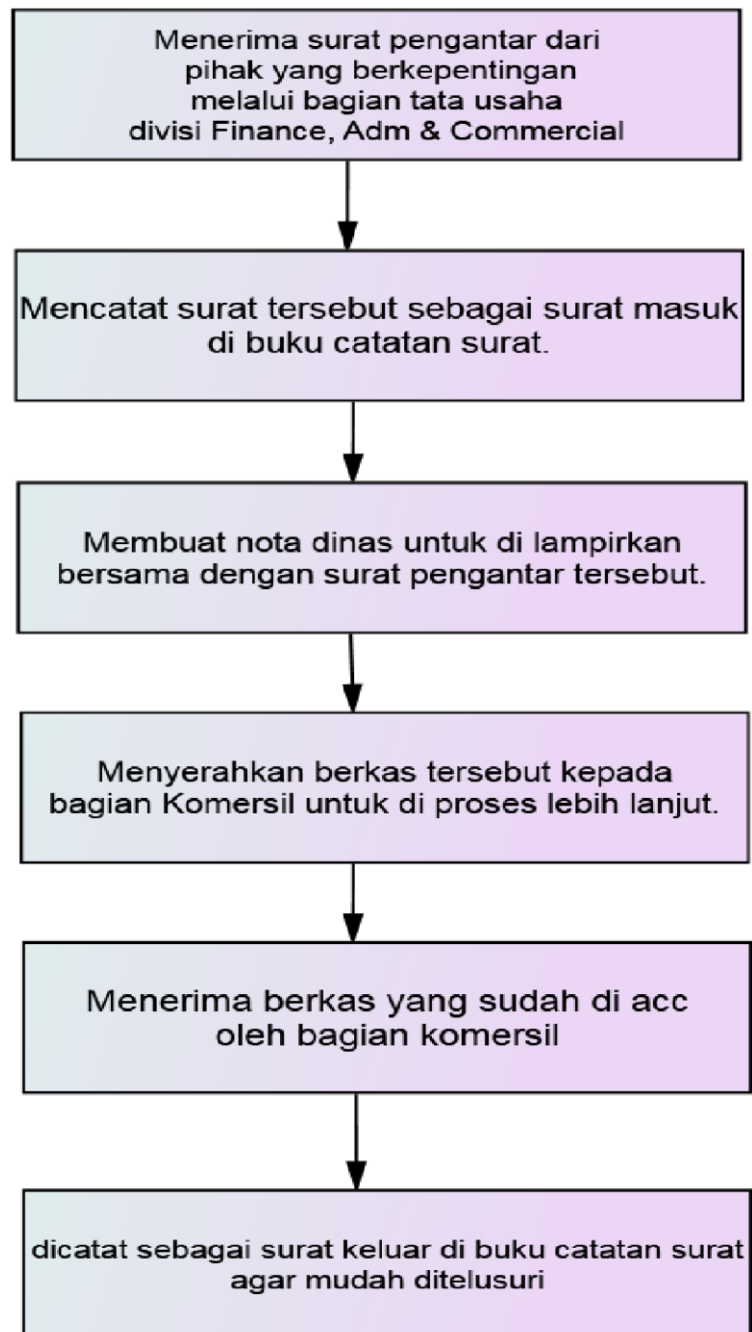 Menerima surat pengantar dari
pihak yang berkepentingan
melalui bagian tata usaha
divisi Finance, Adm & Commercial
Mencatat surat tersebut sebagai surat masuk
di buku catatan surat.
Membuat nota dinas untuk di lampirkan
bersama dengan surat pengantar tersebut.
Menyerahkan berkas tersebut kepada
bagian Komersil untuk di proses lebih lanjut.
Menerima berkas yang sudah di acc
oleh bagian komersil
dicatat sebagai surat keluar di buku catatan surat
agar mudah ditelusuri